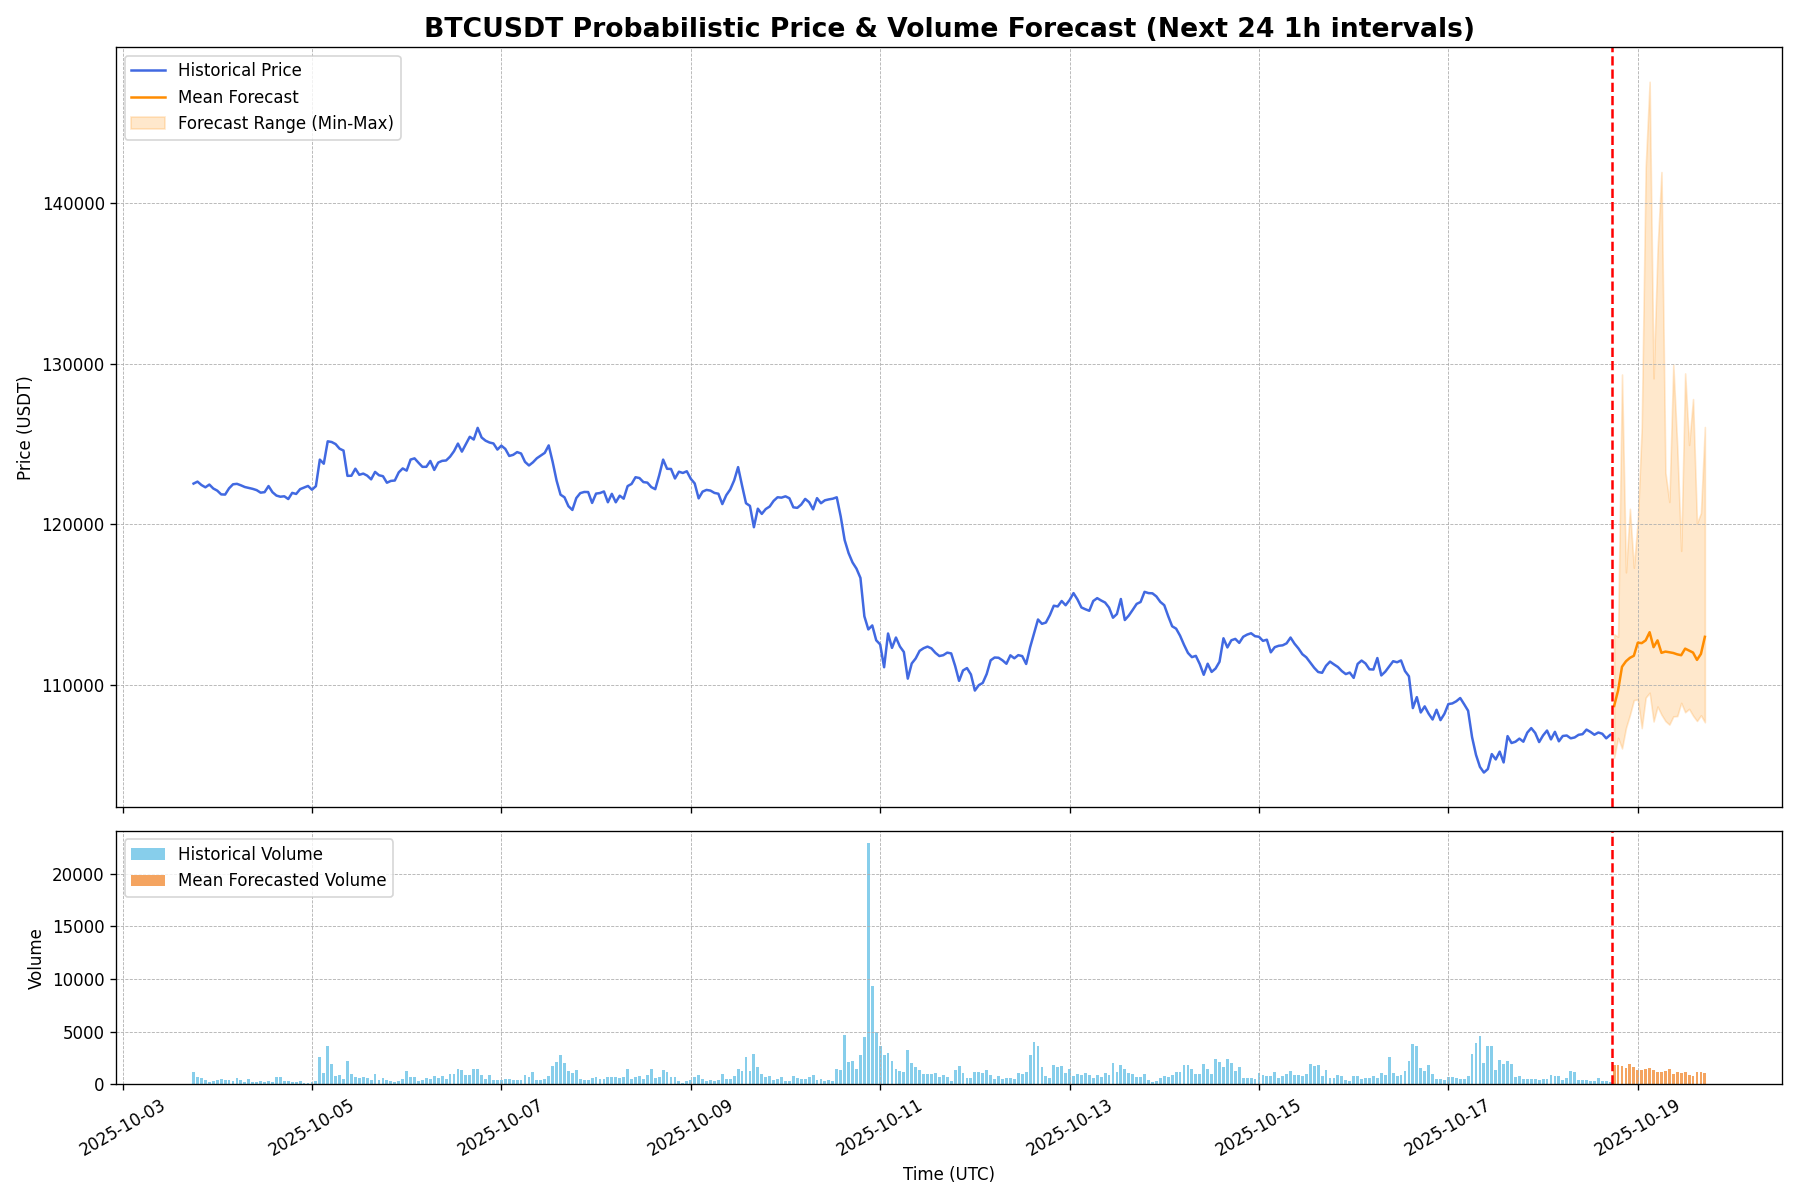 BTCUSDT Probabilistic Price & Volume Forecast (Next 24 1h intervals)
Historical Price
Mean Forecast
Forecast Range (Min-Max)
Price (USDT)
140000
130000
120000
110000
Historical Volume
Mean Forecasted Volume
Volume
20000
15000
10000
5000
0
2025-10-03
2025-10-05
2025-10-07
2025-10-09
2025-10-11
2025-10-13
2025-10-15
2025-10-17
2025-10-19
Time (UTC)